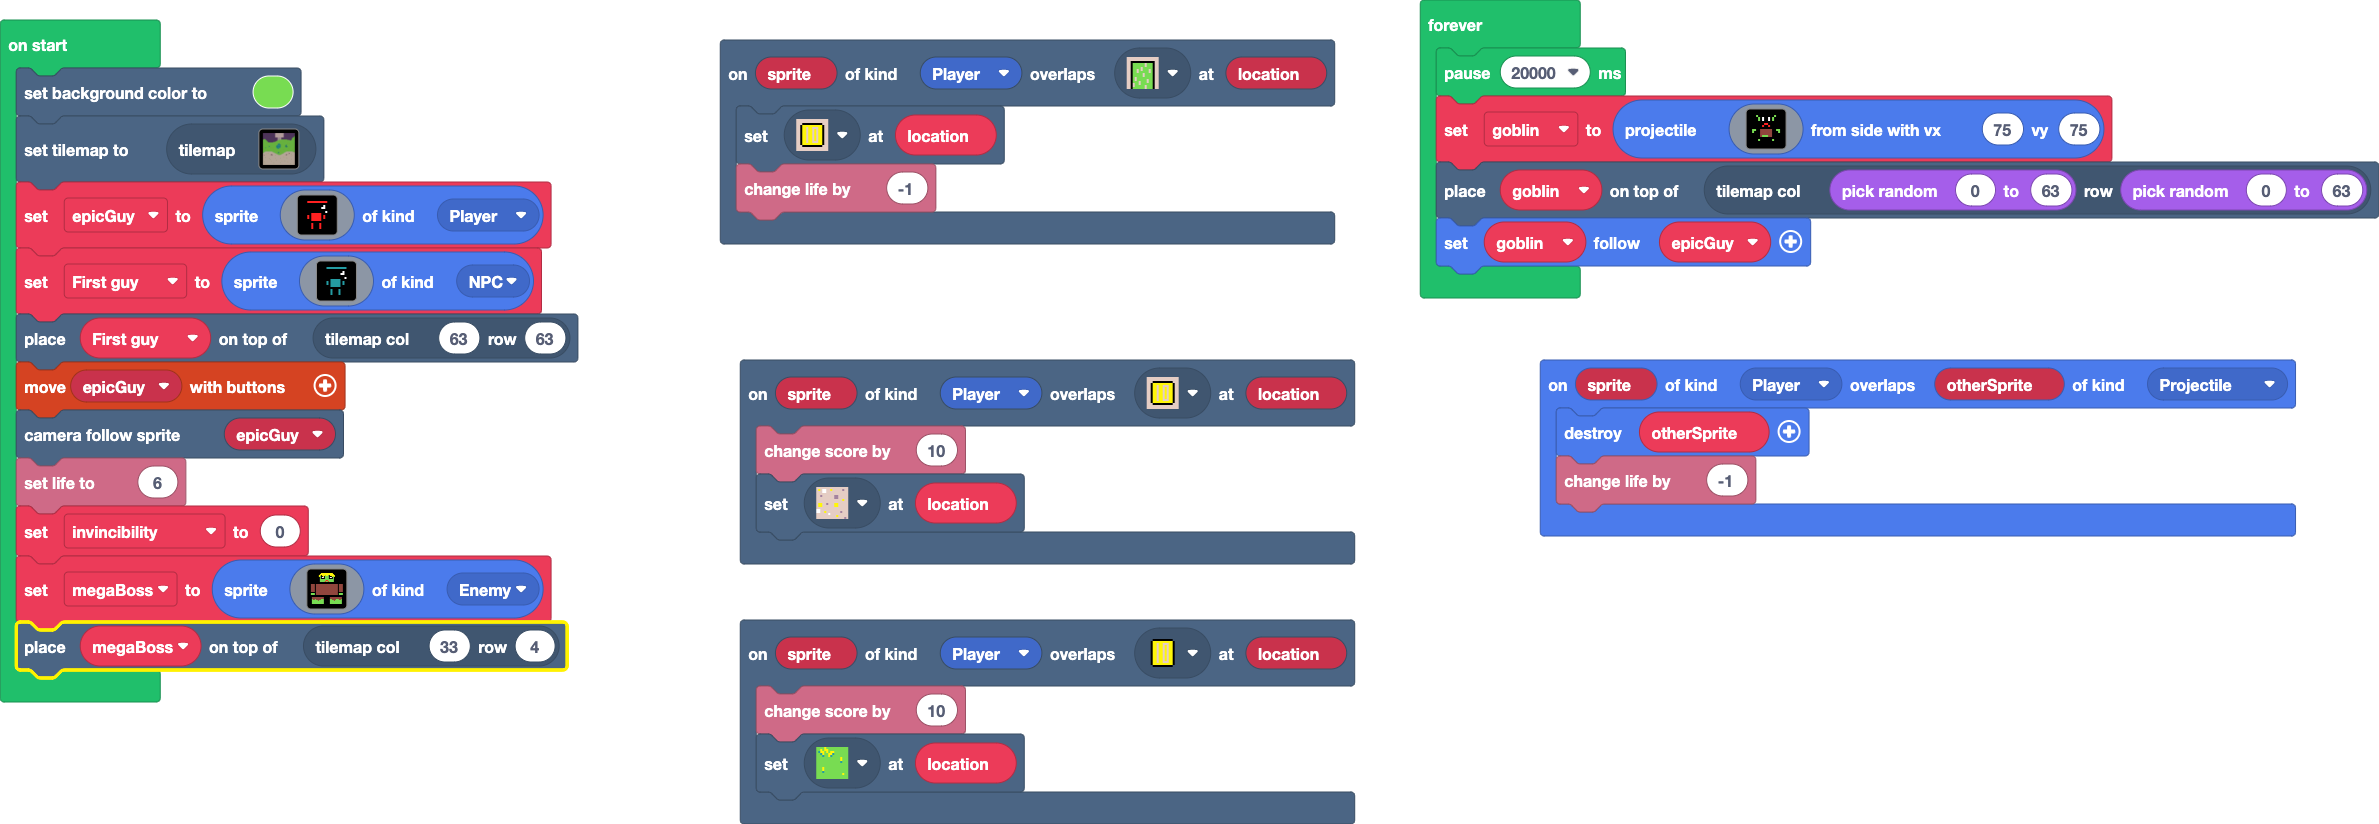 on start
set background color to
set tilemap to tilemap
set epicGuy to sprite of kind Player
set First guy to sprite of kind NPC
place First guy on top of tilemap col 63 row 63
move epicGuy with buttons
camera follow sprite epicGuy
set life to 6
set invincibility to 0
set megaBoss to sprite of kind Enemy
place megaBoss on top of tilemap col 33 row 4
on sprite of kind Player overlaps at location
set at location
change life by -1
on sprite of kind Player overlaps at location
change score by 10
set at location
on sprite of kind Player overlaps at location
change score by 10
set at location
forever
pause 20000 ms
set goblin to projectile from side with vx 75 vy 75
place goblin on top of tilemap col pick random 0 to 63 row pick random 0 to 63
set goblin follow epicGuy
on sprite of kind Player overlaps otherSprite of kind Projectile
destroy otherSprite
change life by -1